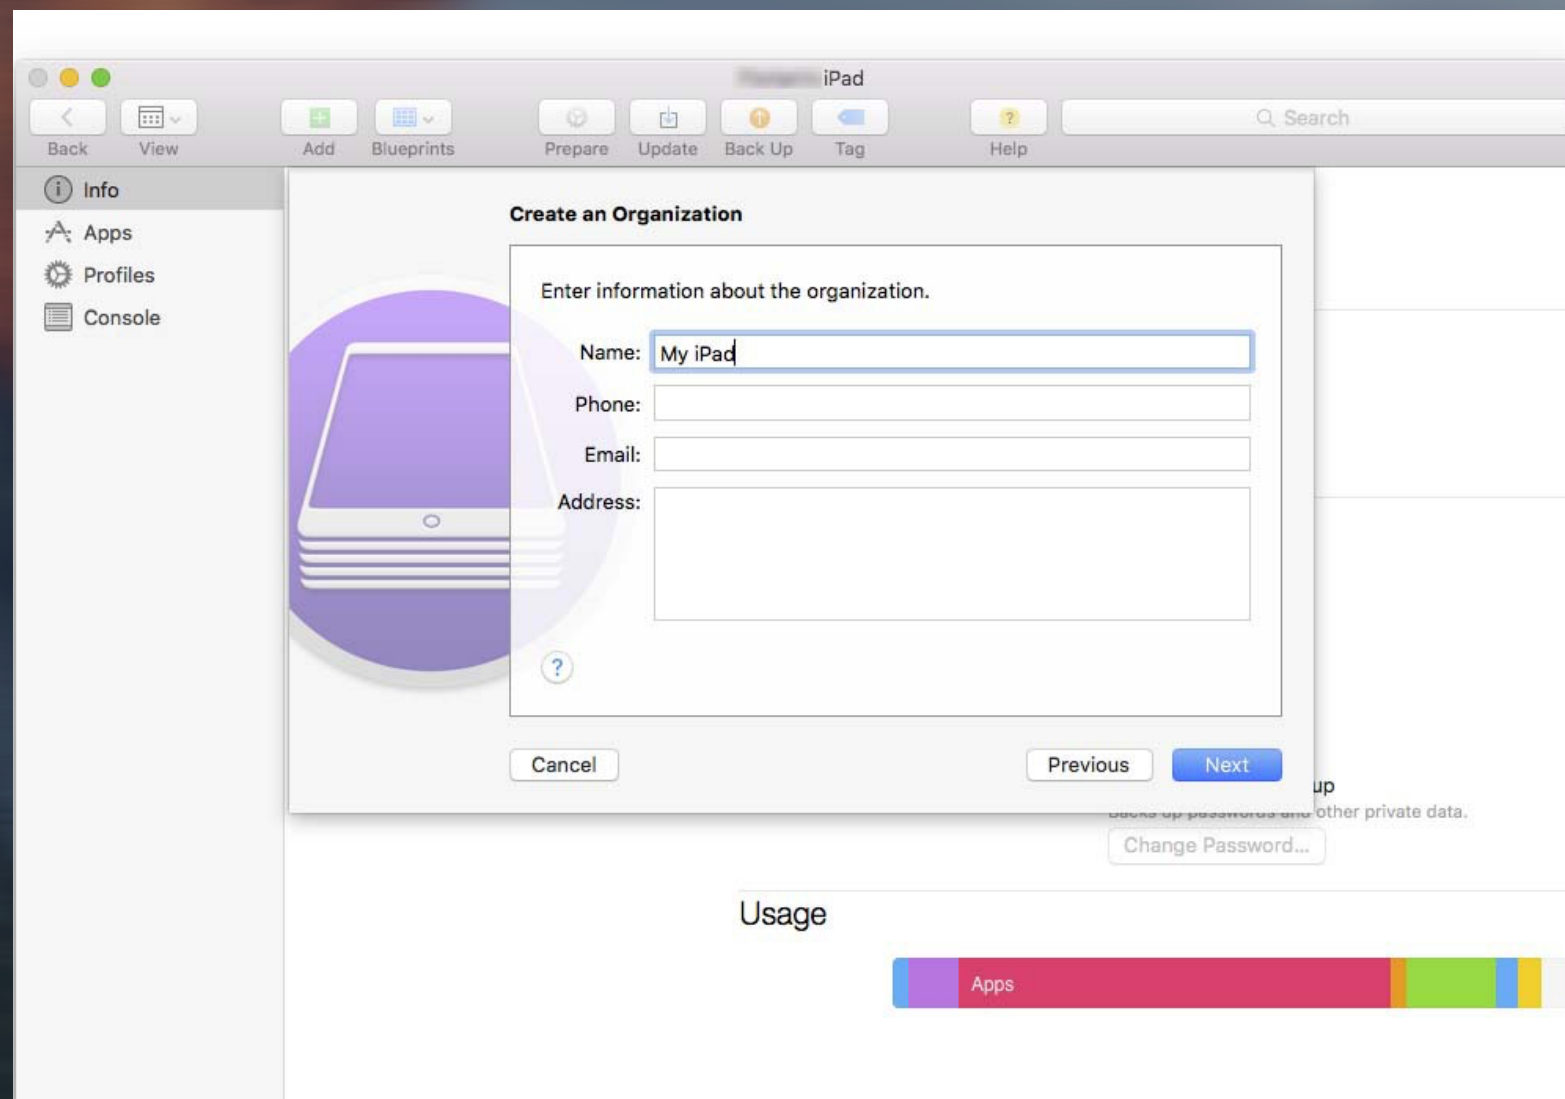 iPad
Search
Back View Add Blueprints Prepare Update Back Up Tag Help
Info
Apps
Profiles
Console
Create an Organization
Enter information about the organization.
Name: My iPad
Phone:
Email:
Address:
?
Cancel Previous Next
up
other private data.
Change Password...
Usage
Apps